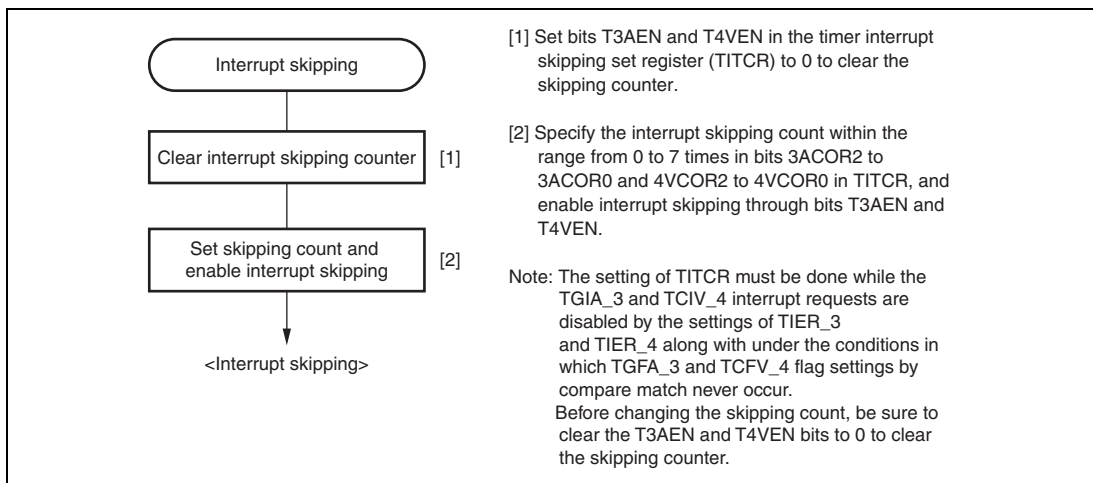 Interrupt skipping
Clear interrupt skipping counter
[1]
Set skipping count and
enable interrupt skipping
[2]
<Interrupt skipping>
[1] Set bits T3AEN and T4VEN in the timer interrupt
skipping set register (TITCR) to 0 to clear the
skipping counter.
[2] Specify the interrupt skipping count within the
range from 0 to 7 times in bits 3ACOR2 to
3ACOR0 and 4VCOR2 to 4VCOR0 in TITCR, and
enable interrupt skipping through bits T3AEN and
T4VEN.
Note: The setting of TITCR must be done while the
TGIA_3 and TCIV_4 interrupt requests are
disabled by the settings of TIER_3
and TIER_4 along with under the conditions in
which TGFA_3 and TCFV_4 flag settings by
compare match never occur.
Before changing the skipping count, be sure to
clear the T3AEN and T4VEN bits to 0 to clear
the skipping counter.